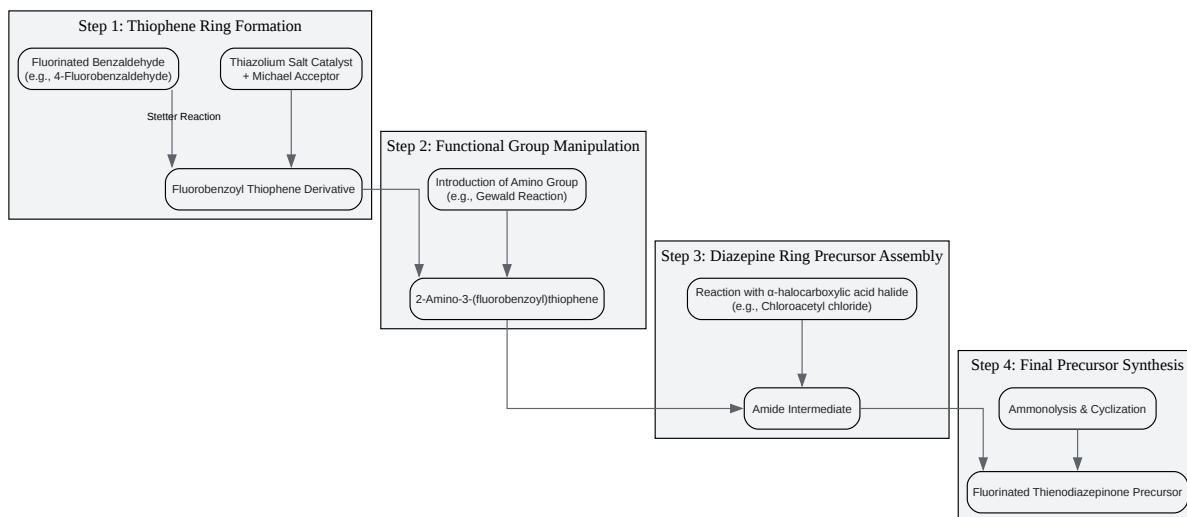 Step 1: Thiophene Ring Formation
Fluorinated Benzaldehyde
(e.g., 4-Fluorobenzaldehyde)
Thiazolium Salt Catalyst
+ Michael Acceptor
Stetter Reaction
Fluorobenzoyl Thiophene Derivative
Step 2: Functional Group Manipulation
Introduction of Amino Group
(e.g., Gewald Reaction)
2-Amino-3-(fluorobenzoyl)thiophene
Step 3: Diazepine Ring Precursor Assembly
Reaction with α-halocarboxylic acid halide
(e.g., Chloroacetyl chloride)
Amide Intermediate
Step 4: Final Precursor Synthesis
Ammonolysis & Cyclization
Fluorinated Thienodiazepinone Precursor